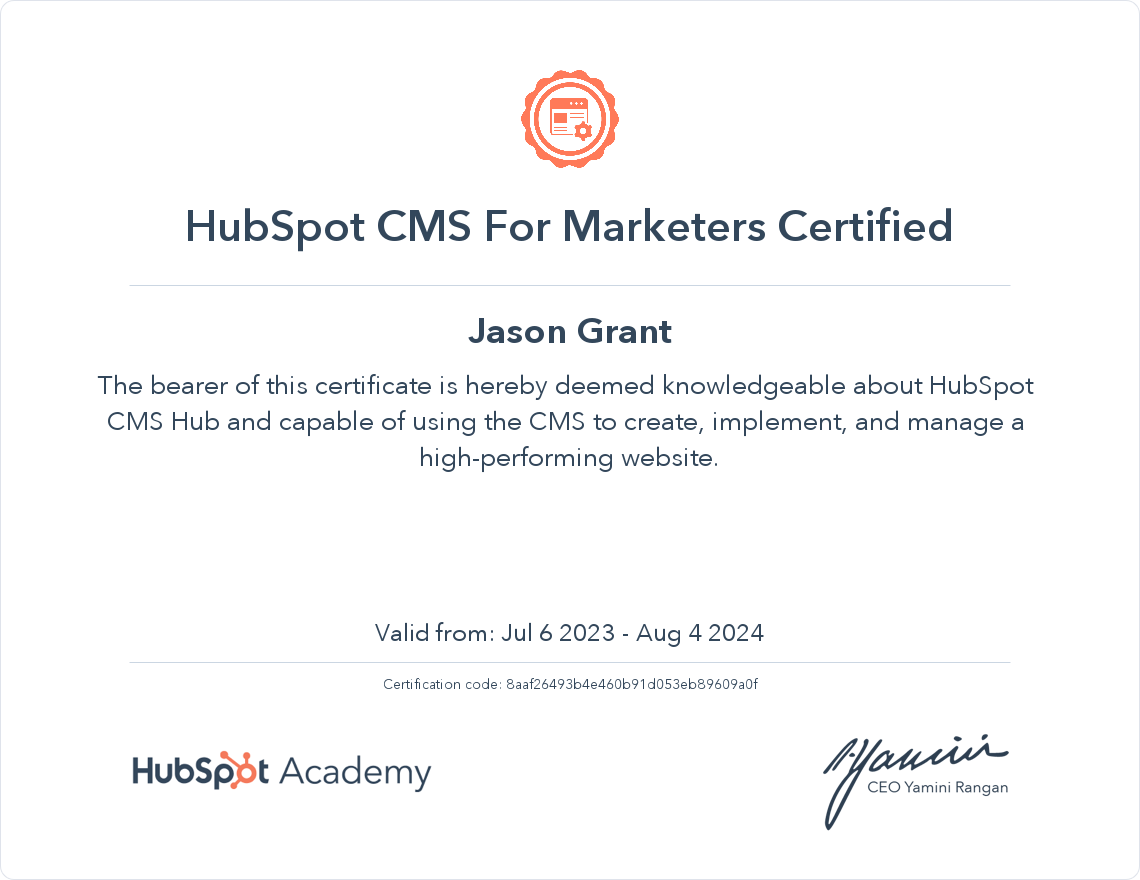 HubSpot CMS For Marketers Certified
Jason Grant
The bearer of this certificate is hereby deemed knowledgeable about HubSpot
CMS Hub and capable of using the CMS to create, implement, and manage a
high-performing website.
Valid from: Jul 6 2023 - Aug 4 2024
Certification code: 8aaf26493b4e460b91d053eb89609a0f
HubSpot Academy
CEO Yamini Rangan